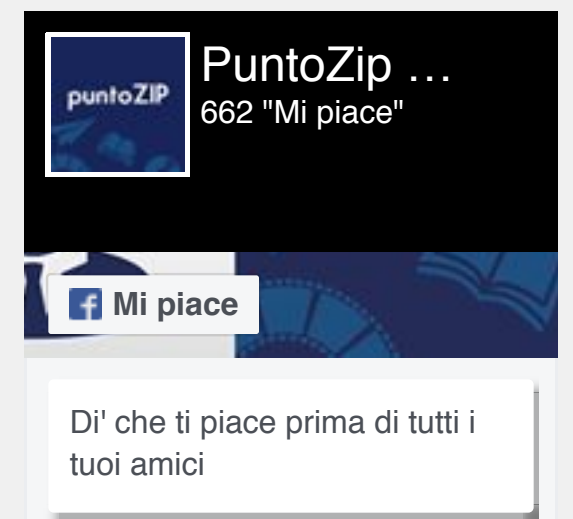 puntoZIP
PuntoZip ...
662 "Mi piace"
f Mi piace
Di' che ti piace prima di tutti i
tuoi amici